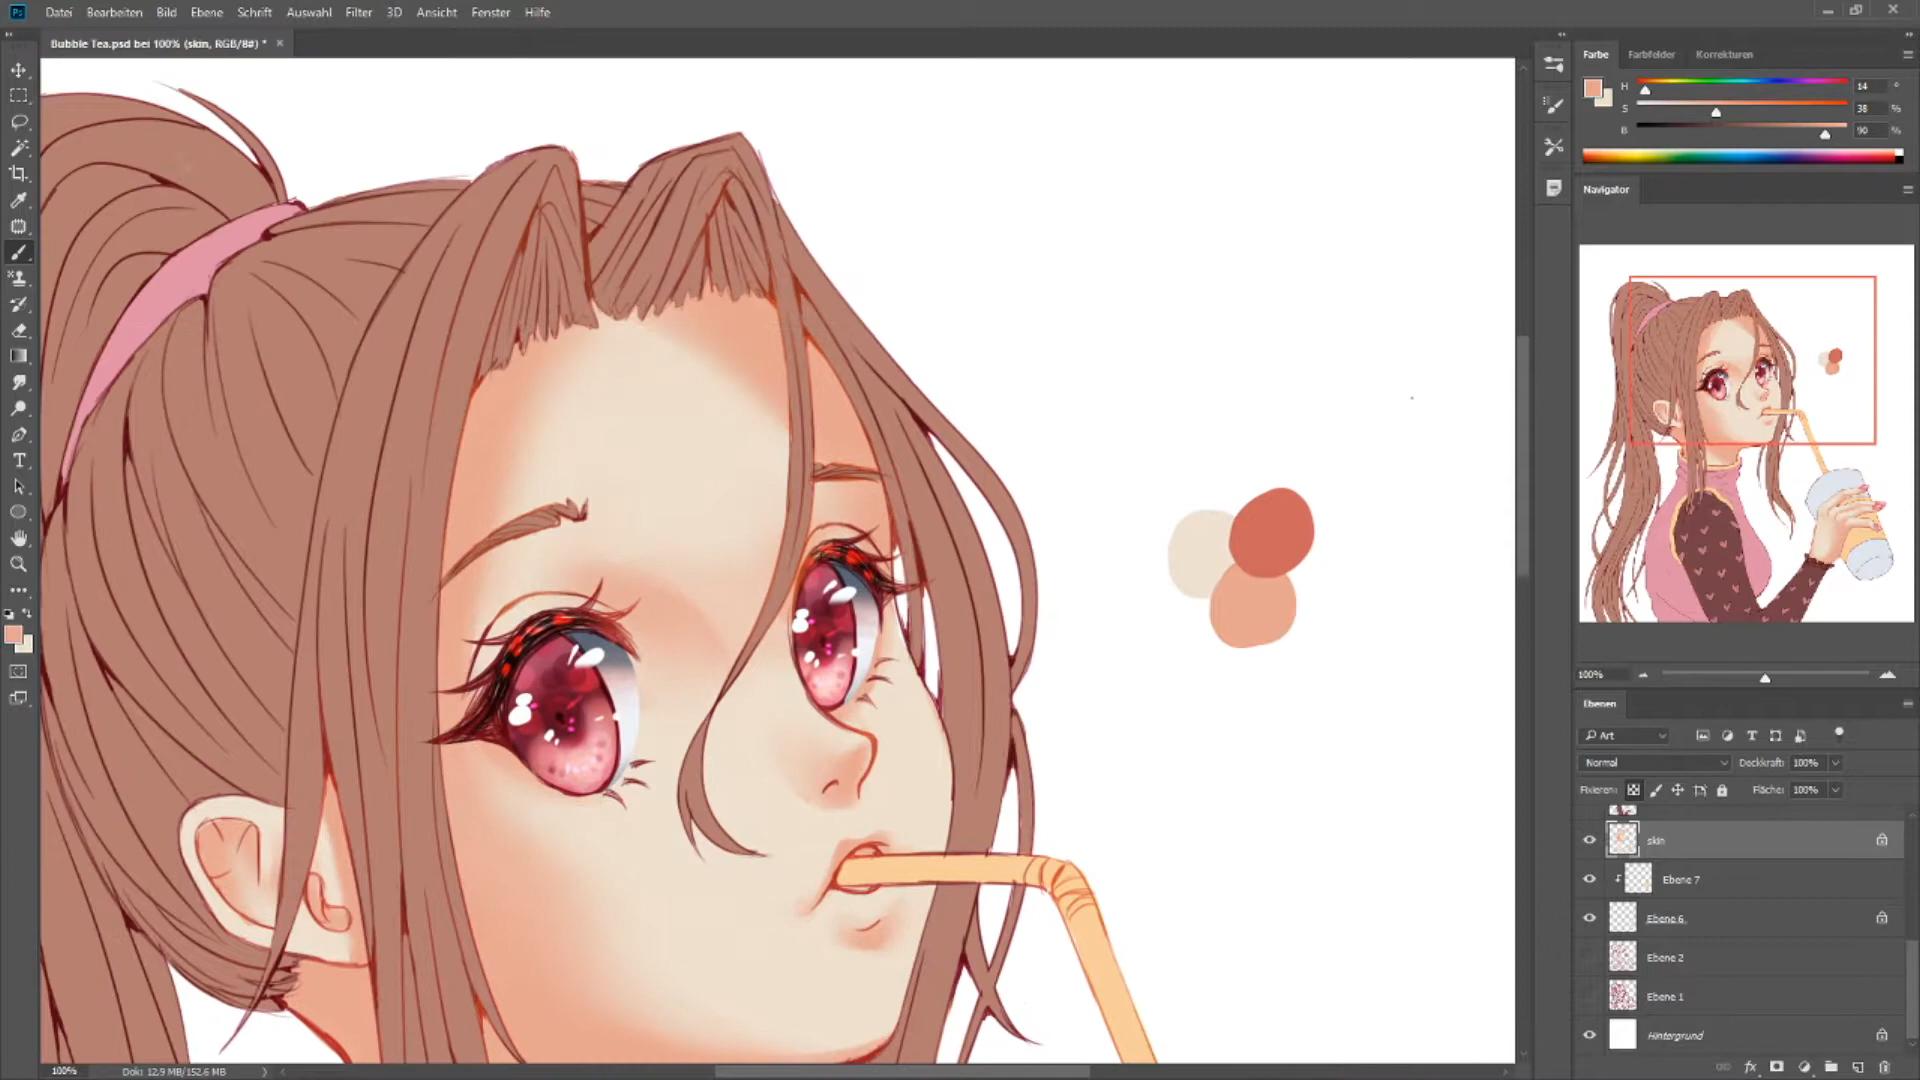 Ps Datei Bearbeiten Bild Ebene Schrift Auswahl Filter 3D Ansicht Fenster Hilfe
Bubble Tea.psd bei 100% (skin, RGB/8#) * ×
Farbe Farbfelder Korrekturen
H 14 °
S 38 %
B 90 %
Navigator
100%
Ebenen
Art
Normal Deckkraft: 100%
Fixieren: Fläche: 100%
skin
Ebene 7
Ebene 6
Ebene 2
Ebene 1
Hintergrund
fx
100% Dok: 12.9 MB/152.6 MB